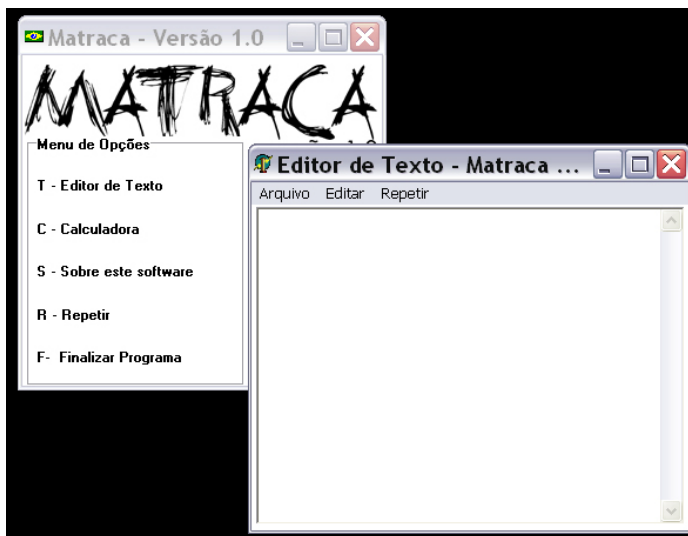 Matraca - Versão 1.0
MATRACA
Menu de Opções
T - Editor de Texto
C - Calculadora
S - Sobre este software
R - Repetir
F- Finalizar Programa
Editor de Texto - Matraca ...
Arquivo Editar Repetir